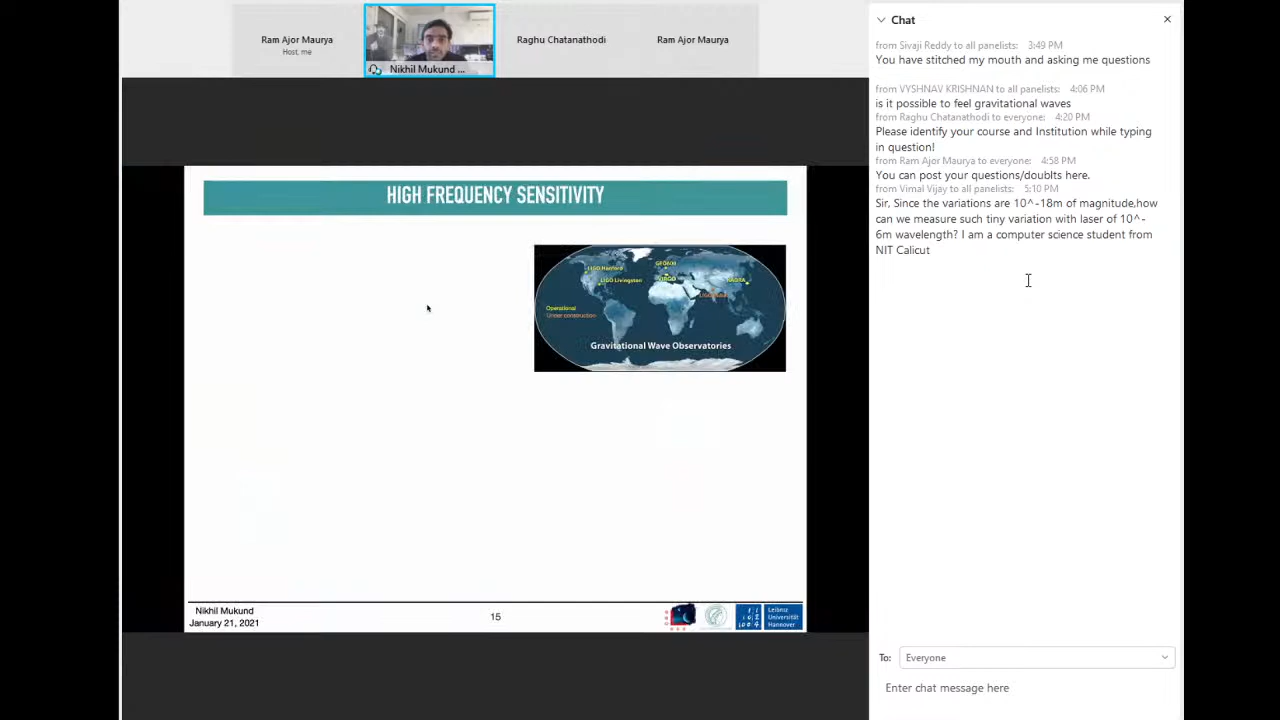 Ram Ajor Maurya
Host, me
Nikhil Mukund ...
Raghu Chatanathodi
Ram Ajor Maurya
HIGH FREQUENCY SENSITIVITY
LIGO Hanford
GEO600
LIGO Livingston
VIRGO
KAGRA
LIGO India
Operational
Under construction
Gravitational Wave Observatories
Nikhil Mukund
January 21, 2021
15
Leibniz
Universität
Hannover
Chat
from Sivaji Reddy to all panelists: 3:49 PM
You have stitched my mouth and asking me questions
from VYSHNAV KRISHNAN to all panelists: 4:06 PM
is it possible to feel gravitational waves
from Raghu Chatanathodi to everyone: 4:20 PM
Please identify your course and Institution while typing
in question!
from Ram Ajor Maurya to everyone: 4:58 PM
You can post your questions/doubts here.
from Vimal Vijay to all panelists: 5:10 PM
Sir, Since the variations are 10^-18m of magnitude,how
can we measure such tiny variation with laser of 10^-
6m wavelength? I am a computer science student from
NIT Calicut
To: Everyone
Enter chat message here